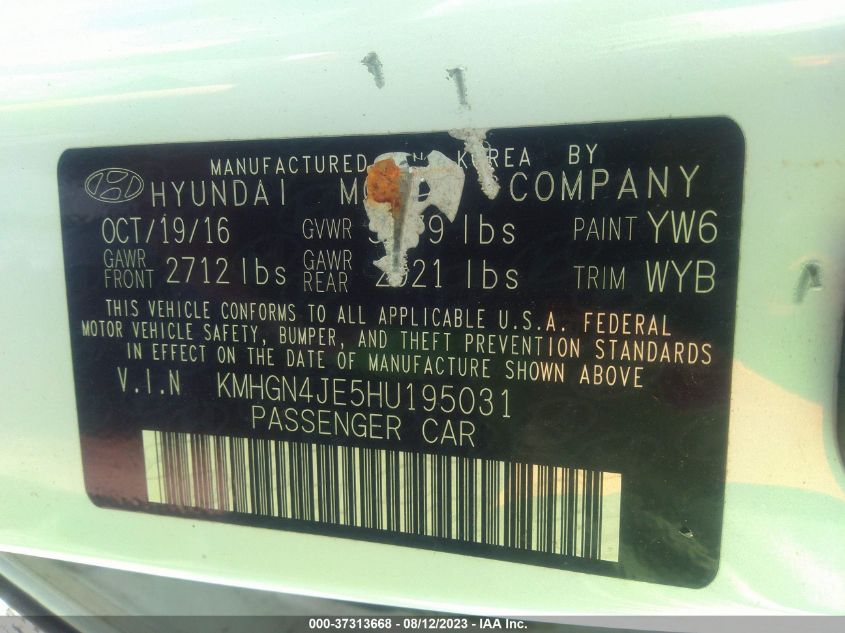 MANUFACTURED IN KOREA BY
HYUNDAI COMPANY
OCT/19/16 GVWR lbs PAINT YW6
GAWR FRONT 2712 lbs GAWR REAR lbs TRIM WYB
THIS VEHICLE CONFORMS TO ALL APPLICABLE U.S.A. FEDERAL
MOTOR VEHICLE SAFETY, BUMPER, AND THEFT PREVENTION STANDARDS
IN EFFECT ON THE DATE OF MANUFACTURE SHOWN ABOVE
V.I.N KMHGN4JE5HU195031
PASSENGER CAR
000-37313668 - 08/12/2023 - IAA Inc.